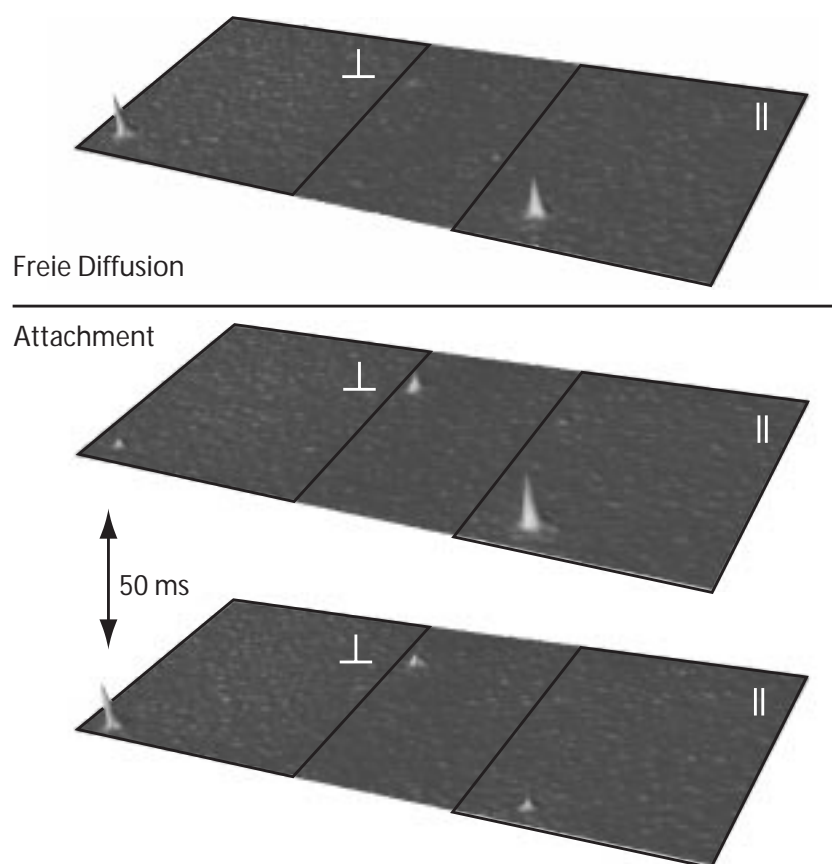 ⊥
||
Freie Diffusion
Attachment
⊥
||
50 ms
⊥
||